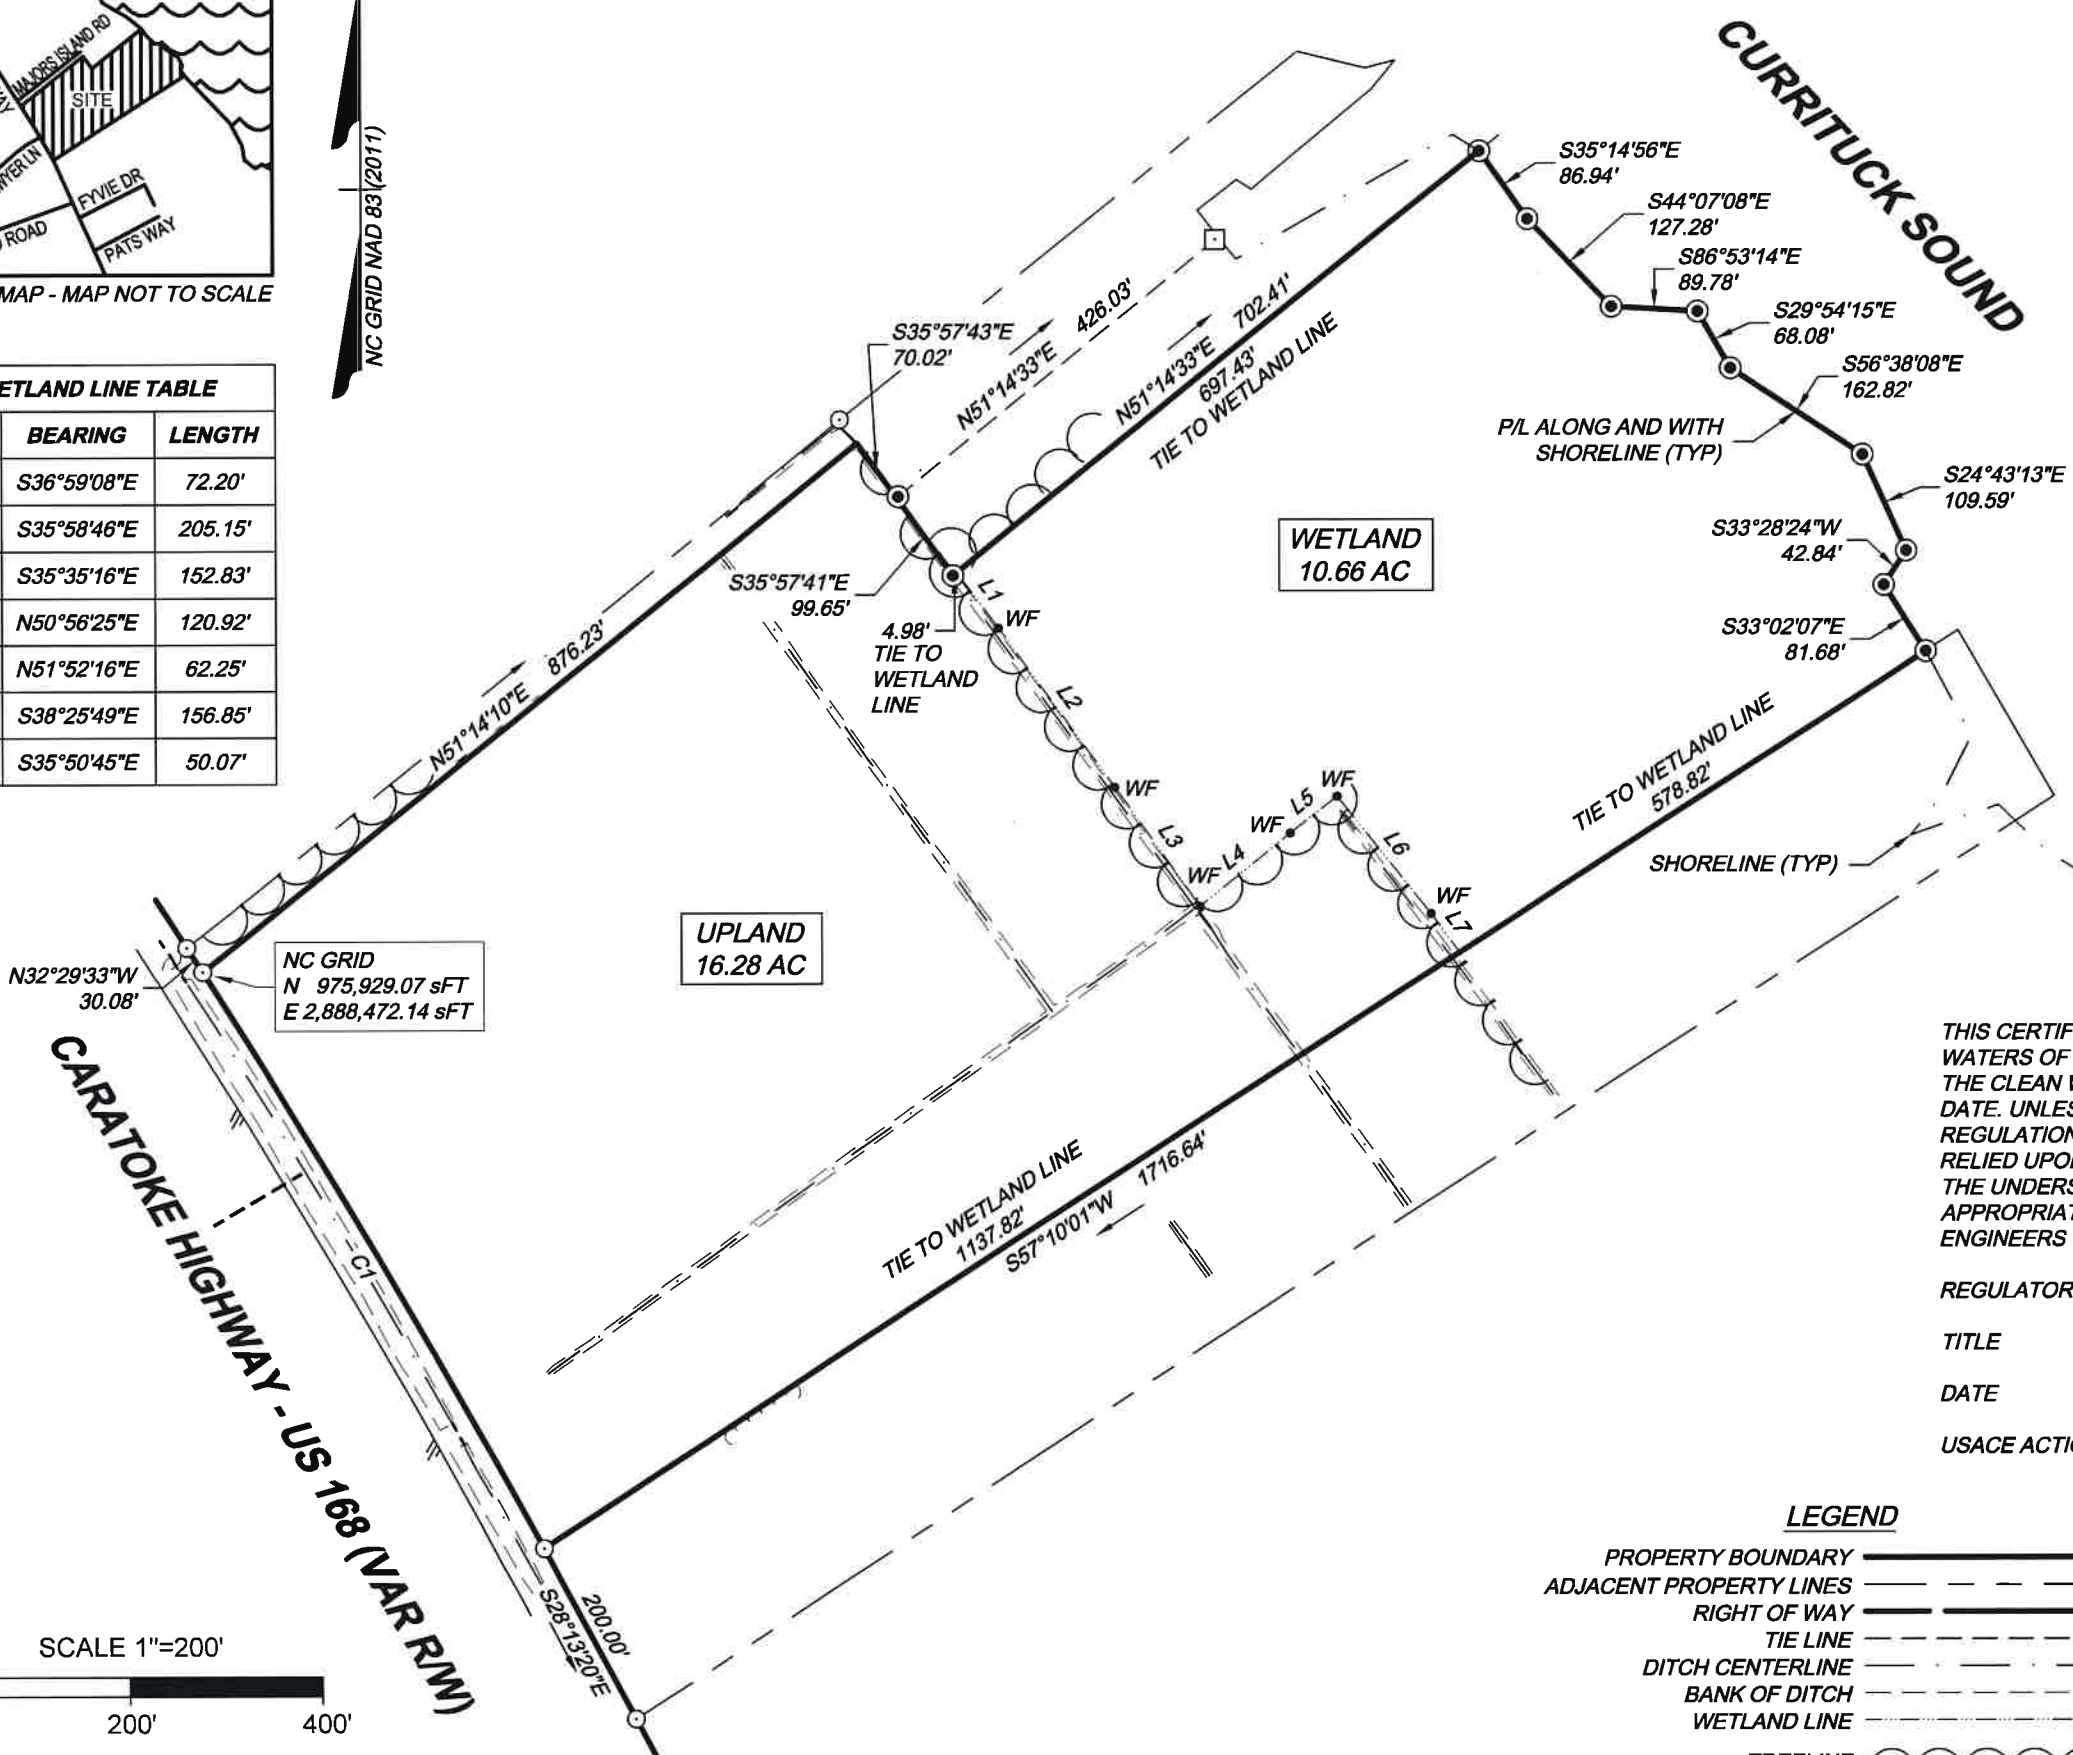 MAJORS ISLAND RD
SITE
FYVIE DR
PATS WAY
ROAD
MAP - MAP NOT TO SCALE
NC GRID NAD 83 (2011)
ETLAND LINE TABLE
BEARING LENGTH
S36°59'08"E 72.20'
S35°58'46"E 205.15'
S35°35'16"E 152.83'
N50°56'25"E 120.92'
N51°52'16"E 62.25'
S38°25'49"E 156.85'
S35°50'45"E 50.07'
CURRITUCK SOUND
S35°14'56"E
86.94'
S44°07'08"E
127.28'
S86°53'14"E
89.78'
S29°54'15"E
68.08'
S56°38'08"E
162.82'
P/L ALONG AND WITH
SHORELINE (TYP)
S24°43'13"E
109.59'
S33°28'24"W
42.84'
S33°02'07"E
81.68'
S35°57'43"E
70.02'
N51°14'33"E 426.03'
N51°14'33"E 702.41'
697.43'
TIE TO WETLAND LINE
WETLAND
10.66 AC
S35°57'41"E
99.65'
4.98'
TIE TO
WETLAND
LINE
L1
WF
L2
WF
L3
WF
L4
WF
L5
WF
L6
WF
L7
N51°14'10"E 876.23'
TIE TO WETLAND LINE
578.82'
SHORELINE (TYP)
UPLAND
16.28 AC
N32°29'33"W
30.08'
NC GRID
N 975,929.07 sFT
E 2,888,472.14 sFT
CARATOKE HIGHWAY - US 168 (VAR R/W)
C1
TIE TO WETLAND LINE
1137.82'
S57°10'01"W 1716.64'
200.00'
S28°13'20"E
THIS CERTIF
WATERS OF
THE CLEAN
DATE. UNLES
REGULATION
RELIED UPO
THE UNDERS
APPROPRIAT
ENGINEERS
REGULATOR
TITLE
DATE
USACE ACTI
SCALE 1"=200'
200' 400'
LEGEND
PROPERTY BOUNDARY
ADJACENT PROPERTY LINES
RIGHT OF WAY
TIE LINE
DITCH CENTERLINE
BANK OF DITCH
WETLAND LINE